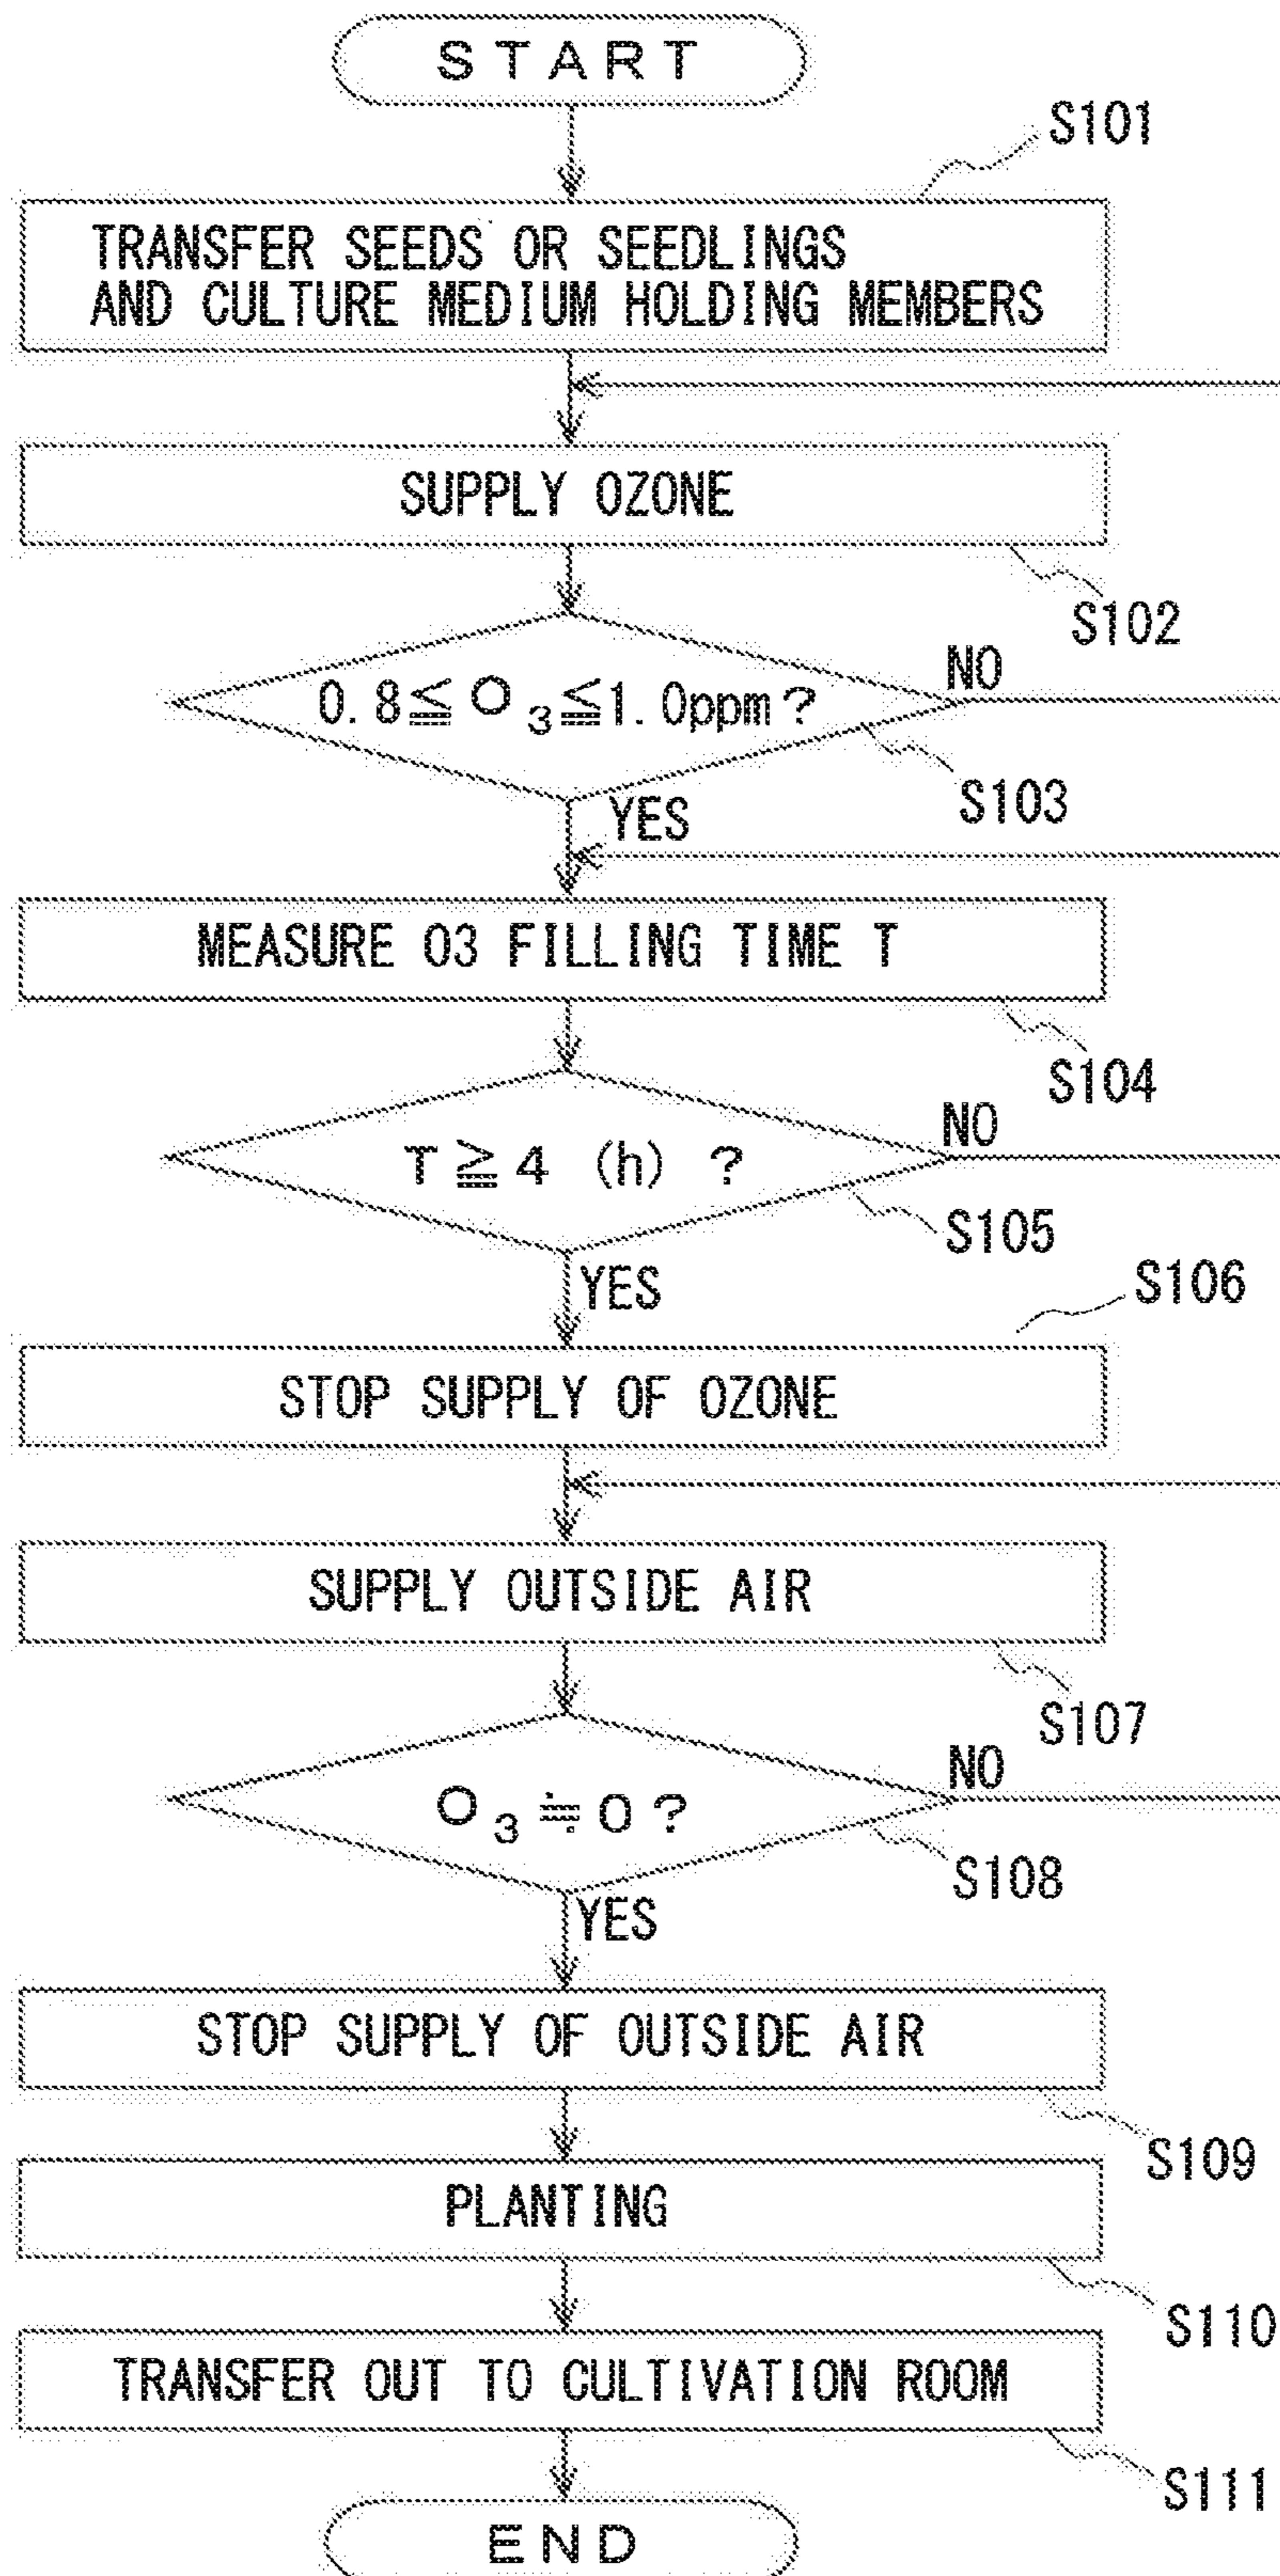 START
S101
TRANSFER SEEDS OR SEEDLINGS
AND CULTURE MEDIUM HOLDING MEMBERS
SUPPLY OZONE
S102
NO
0.8≦O₃≦1.0ppm?
S103
YES
MEASURE O3 FILLING TIME T
S104
NO
T≧4 (h) ?
S105
YES
S106
STOP SUPPLY OF OZONE
SUPPLY OUTSIDE AIR
S107
NO
O₃≒0?
S108
YES
STOP SUPPLY OF OUTSIDE AIR
S109
PLANTING
S110
TRANSFER OUT TO CULTIVATION ROOM
S111
END